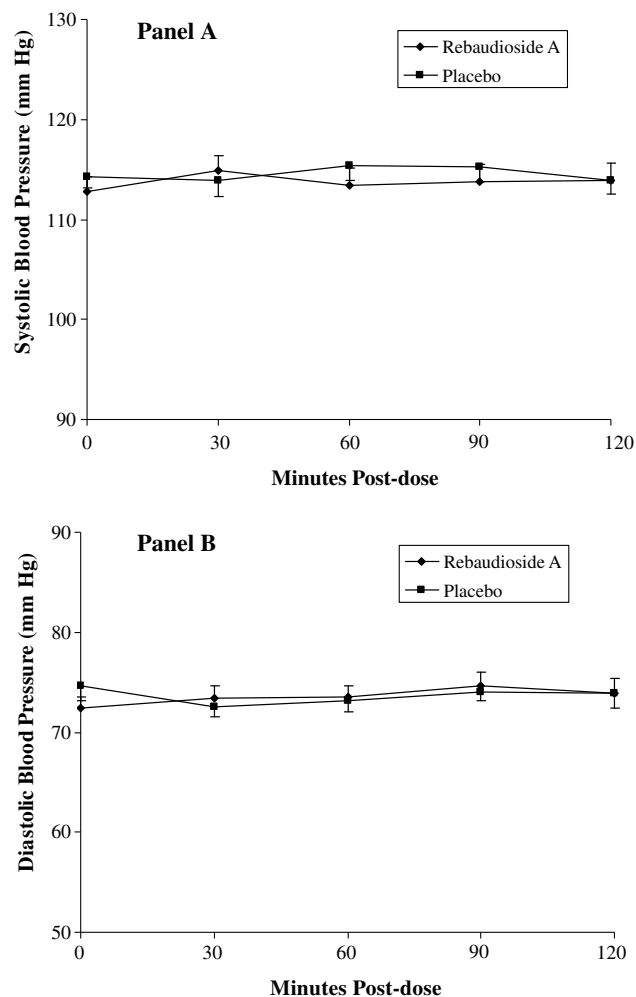 Panel A
Rebaudioside A
Placebo
Systolic Blood Pressure (mm Hg)
130
120
110
100
90
0 30 60 90 120
Minutes Post-dose
Panel B
Rebaudioside A
Placebo
Diastolic Blood Pressure (mm Hg)
90
80
70
60
50
0 30 60 90 120
Minutes Post-dose